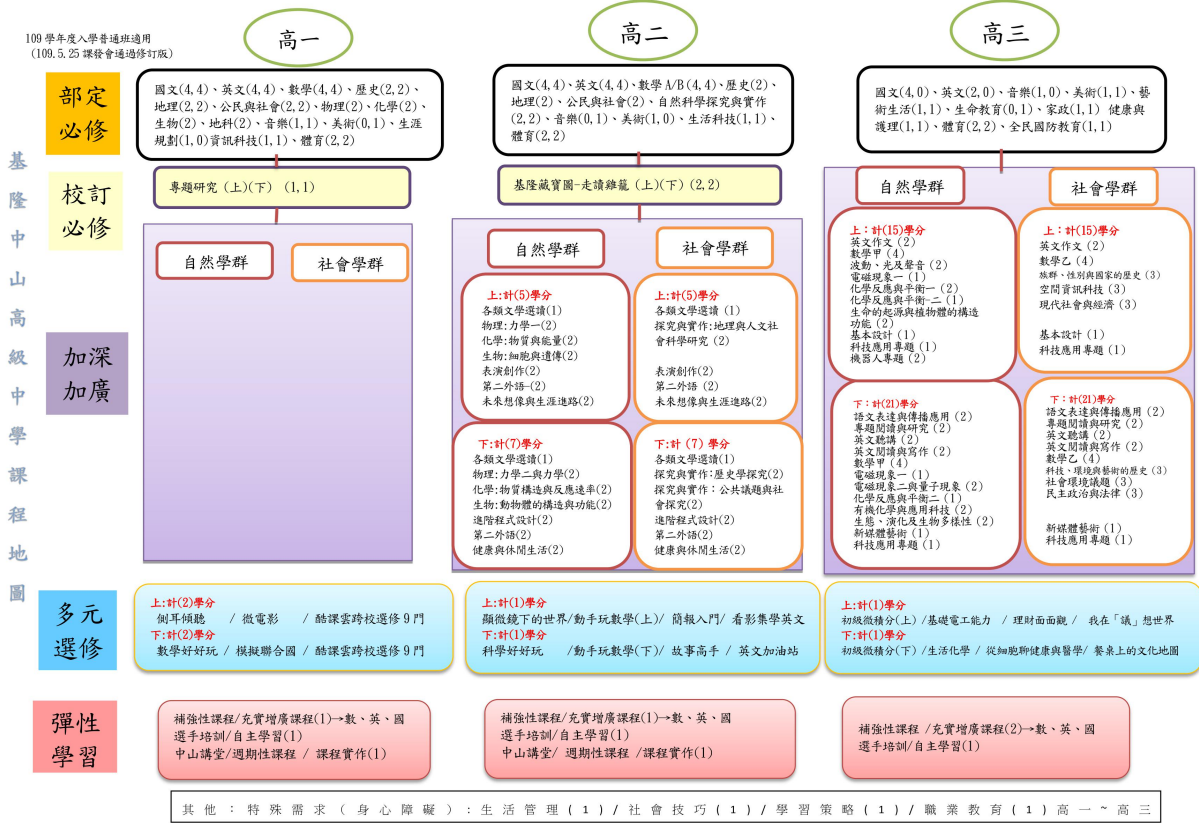 109 學年度入學普通班適用
(109.5.25 課發會通過修訂版)
高一
高二
高三
基隆中山高級中學課程地圖
部定
必修
國文(4,4)、英文(4,4)、數學(4,4)、歷史(2,2)、
地理(2,2)、公民與社會(2,2)、物理(2)、化學(2)、
生物(2)、地科(2)、音樂(1,1)、美術(0,1)、生涯
規劃(1,0)資訊科技(1,1)、體育(2,2)
國文(4,4)、英文(4,4)、數學 A/B(4,4)、歷史(2)、
地理(2)、公民與社會(2)、自然科學探究與實作
(2,2)、音樂(0,1)、美術(1,0)、生活科技(1,1)、
體育(2,2)
國文(4,0)、英文(2,0)、音樂(1,0)、美術(1,1)、藝
術生活(1,1)、生命教育(0,1)、家政(1,1) 健康與
護理(1,1)、體育(2,2)、全民國防教育(1,1)
校訂
必修
專題研究 (上)(下) (1,1)
基隆藏寶圖-走讀雞籠 (上)(下) (2,2)
加深
加廣
自然學群
社會學群
自然學群
上:計(5)學分
各類文學選讀(1)
物理:力學一(2)
化學:物質與能量(2)
生物:細胞與遺傳(2)
表演創作(2)
第二外語-(2)
未來想像與生涯進路(2)
下:計(7)學分
各類文學選讀(1)
物理:力學二與力學(2)
化學:物質構造與反應速率(2)
生物:動物體的構造與功能(2)
進階程式設計(2)
第二外語(2)
健康與休閒生活(2)
社會學群
上:計(5)學分
各類文學選讀(1)
探究與實作:地理與人文社
會科學研究(2)
表演創作(2)
第二外語(2)
未來想像與生涯進路(2)
下:計 (7) 學分
各類文學選讀(1)
探究與實作:歷史學探究(2)
探究與實作：公共議題與社
會探究(2)
進階程式設計(2)
第二外語(2)
健康與休閒生活(2)
自然學群
上：計(15)學分
英文作文 (2)
數學甲 (4)
波動、光及聲音 (2)
電磁現象一 (1)
化學反應與平衡一 (2)
化學反應與平衡-二 (1)
生命的起源與植物體的構造
功能 (2)
基本設計 (1)
科技應用專題 (1)
機器人專題 (2)
下：計(21)學分
語文表達與傳播應用 (2)
專題閱讀與研究 (2)
英文聽講 (2)
英文閱讀與寫作 (2)
數學甲 (4)
電磁現象一 (1)
電磁現象二與量子現象 (2)
化學反應與平衡二 (1)
有機化學與應用科技 (2)
生態、演化及生物多樣性 (2)
新媒體藝術 (1)
科技應用專題 (1)
社會學群
上：計(15)學分
英文作文 (2)
數學乙 (4)
族群、性別與國家的歷史 (3)
空間資訊科技 (3)
現代社會與經濟 (3)
基本設計 (1)
科技應用專題 (1)
下：計(21)學分
語文表達與傳播應用 (2)
專題閱讀與研究 (2)
英文聽講 (2)
英文閱讀與寫作 (2)
數學乙 (4)
科技、環境與藝術的歷史 (3)
社會環境議題 (3)
民主政治與法律 (3)
新媒體藝術 (1)
科技應用專題 (1)
多元
選修
上:計(2)學分
側耳傾聽 / 微電影 / 酷課雲跨校選修 9 門
下:計(2)學分
數學好好玩 / 模擬聯合國 / 酷課雲跨校選修 9 門
上:計(1)學分
顯微鏡下的世界/動手玩數學(上)/ 簡報入門/ 看影集學英文
下:計(1)學分
科學好好玩 /動手玩數學(下)/ 故事高手 / 英文加油站
上:計(1)學分
初級微積分(上) /基礎電工能力 / 理財面面觀 / 我在「議」想世界
下:計(1)學分
初級微積分(下) /生活化學 / 從細胞聊健康與醫學/ 餐桌上的文化地圖
彈性
學習
補強性課程/充實增廣課程(1)→數、英、國
選手培訓/自主學習(1)
中山講堂/週期性課程 / 課程實作(1)
補強性課程/充實增廣課程(1)→數、英、國
選手培訓/自主學習(1)
中山講堂/週期性課程 /課程實作(1)
補強性課程 /充實增廣課程(2)→數、英、國
選手培訓/自主學習(1)
其他：特殊需求(身心障礙)：生活管理(1)/社會技巧(1)/學習策略(1)/職業教育(1)高一~高三